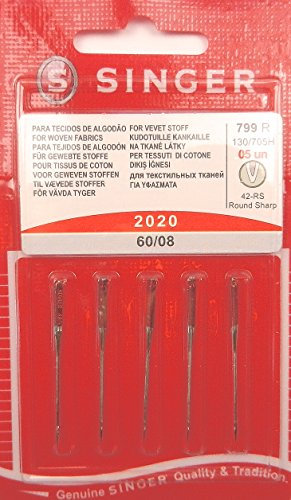 S SINGER
PARA TECIDOS DE ALGODÃO
FOR WOVEN FABRICS
PARA TEJIDOS DE ALGODÓN
FÜR GEWEBTE STOFFE
POUR TISSUS DE COTON
VOOR GEWEVEN STOFFEN
TIL VÆVEDE STOFFER
FÖR VÄVDA TYGER
FOR VEVET STOFF
KUDOTUILLE KANKAILLE
NA TKANÉ LÁTKY
PER TESSUTI DI COTONE
DIKIŞ İĞNESI
для текстильных тканей
ΓΙΑ ΥΦΑΣΜΑΤΑ
799 R
130/705H
05 un
42-RS
Round Sharp
2020
60/08
Genuine SINGER® Quality & Tradition.